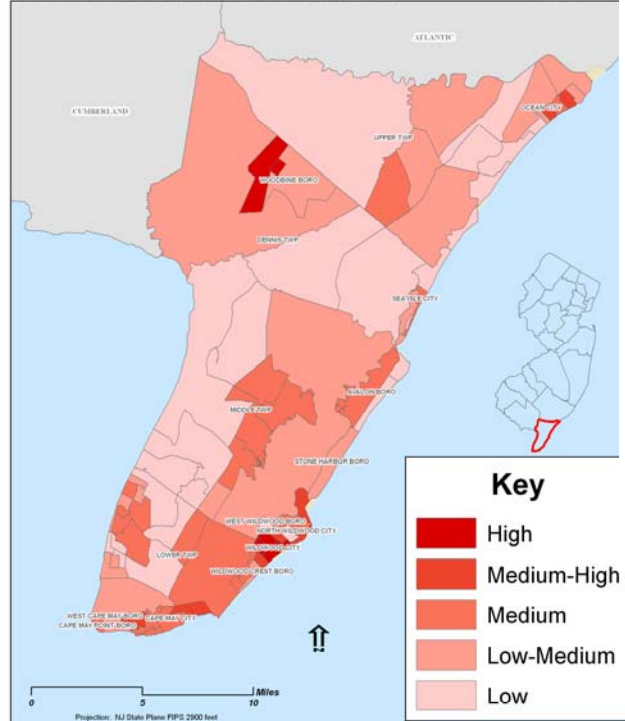 ATLANTIC
CUMBERLAND
OCEAN CITY
UPPER TWP
WOODBINE BORO
DENNIS TWP
SEA ISLE CITY
AVALON BORO
MIDDLE TWP
STONE HARBOR BORO
WEST WILDWOOD BORO
NORTH WILDWOOD CITY
WILDWOOD CITY
LOWER TWP
WILDWOOD CREST BORO
WEST CAPE MAY BORO
CAPE MAY CITY
CAPE MAY POINT BORO
Key
High
Medium-High
Medium
Low-Medium
Low
0 5 10
Miles
Projection: NJ State Plane FIPS 2900 feet